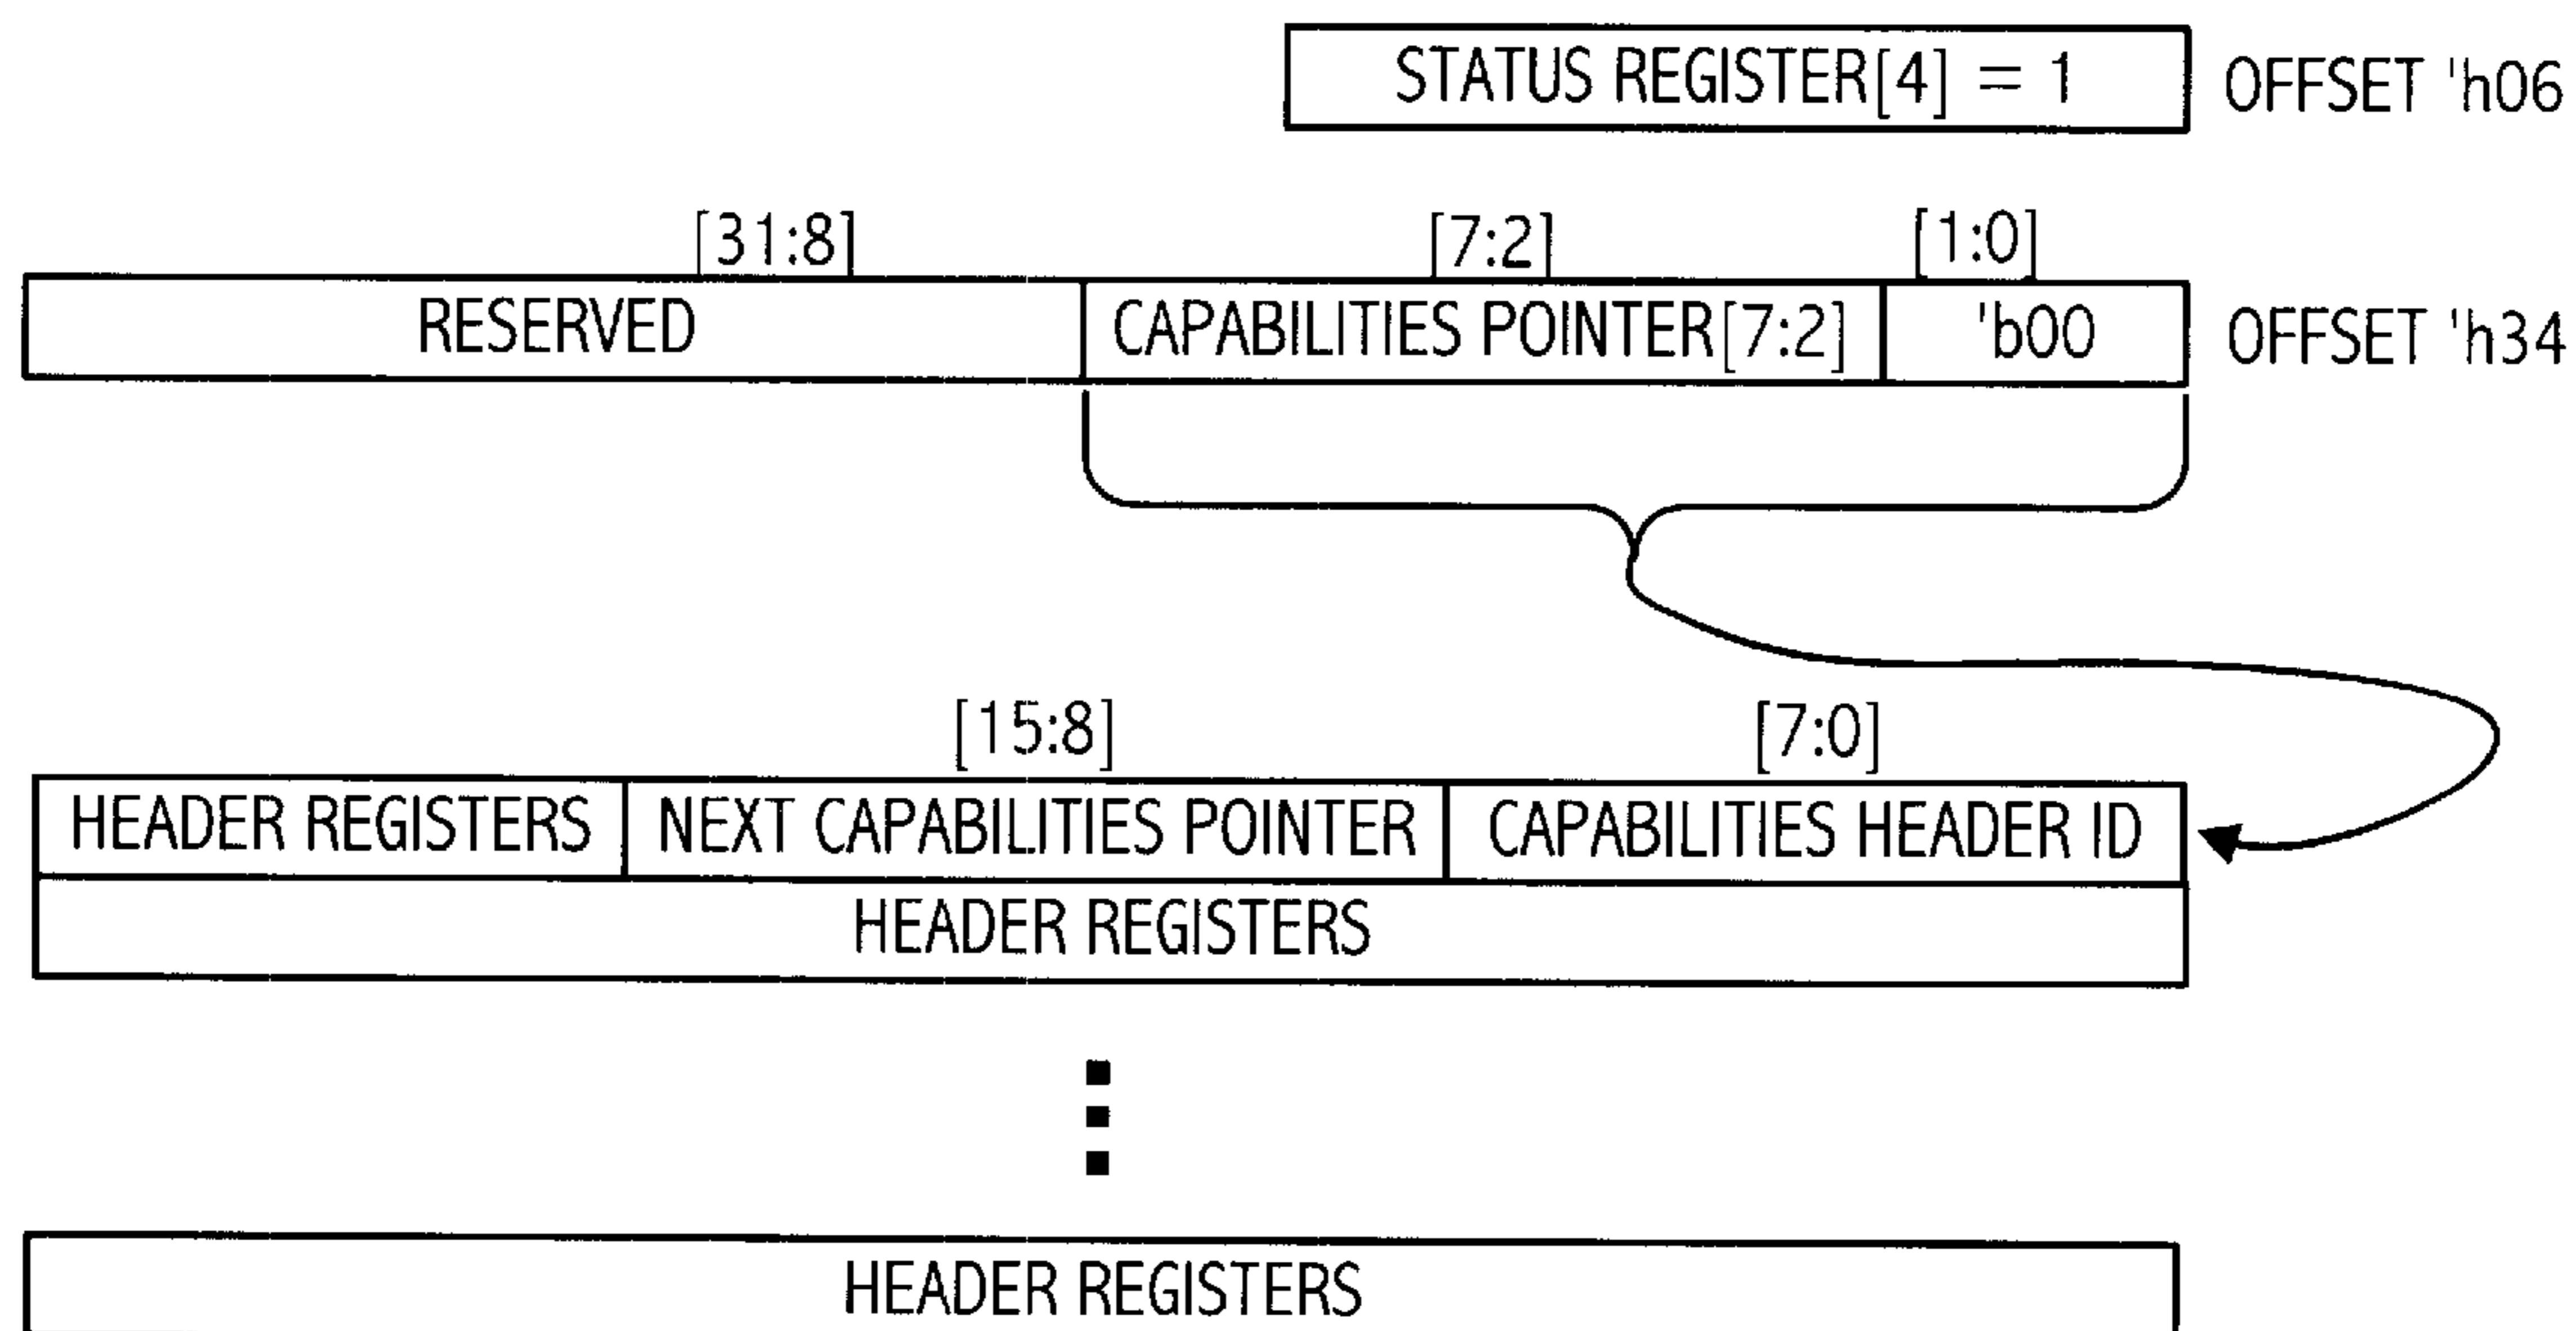 STATUS REGISTER[4] = 1 OFFSET 'h06
[31:8] [7:2] [1:0]
RESERVED CAPABILITIES POINTER[7:2] 'b00 OFFSET 'h34
[15:8] [7:0]
HEADER REGISTERS NEXT CAPABILITIES POINTER CAPABILITIES HEADER ID
HEADER REGISTERS
HEADER REGISTERS